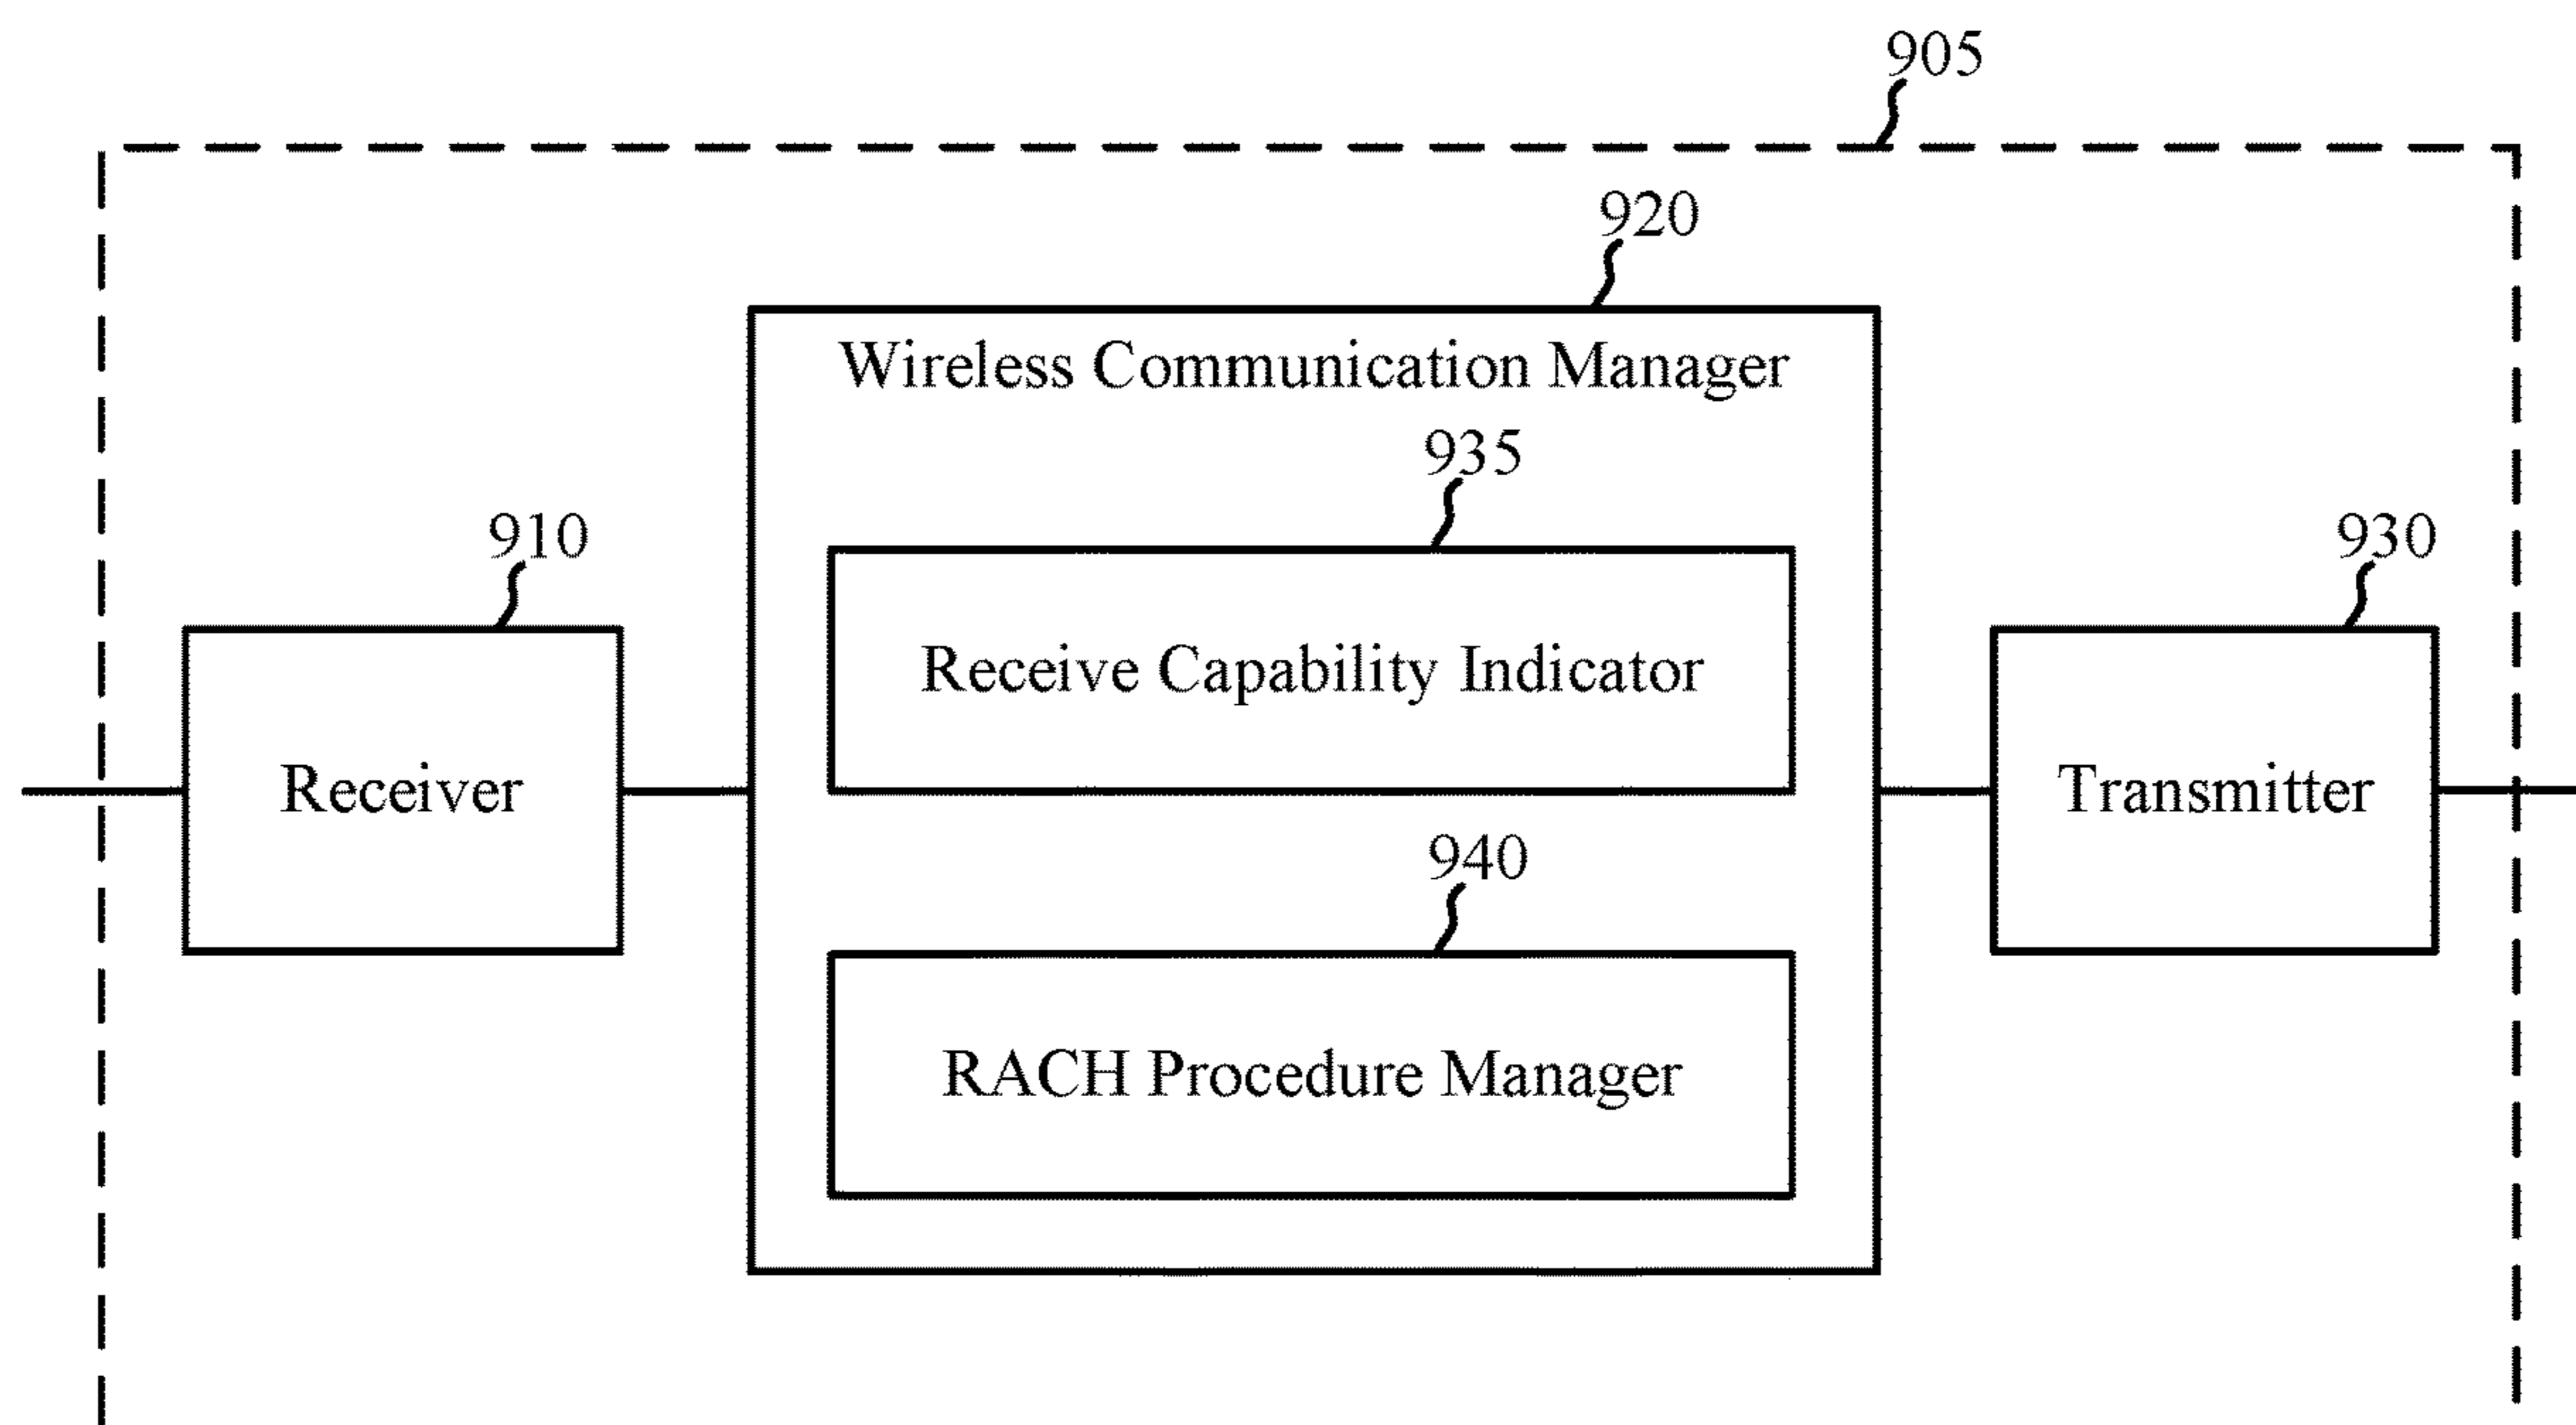 905
920
Wireless Communication Manager
935
910
930
Receive Capability Indicator
Receiver
Transmitter
940
RACH Procedure Manager